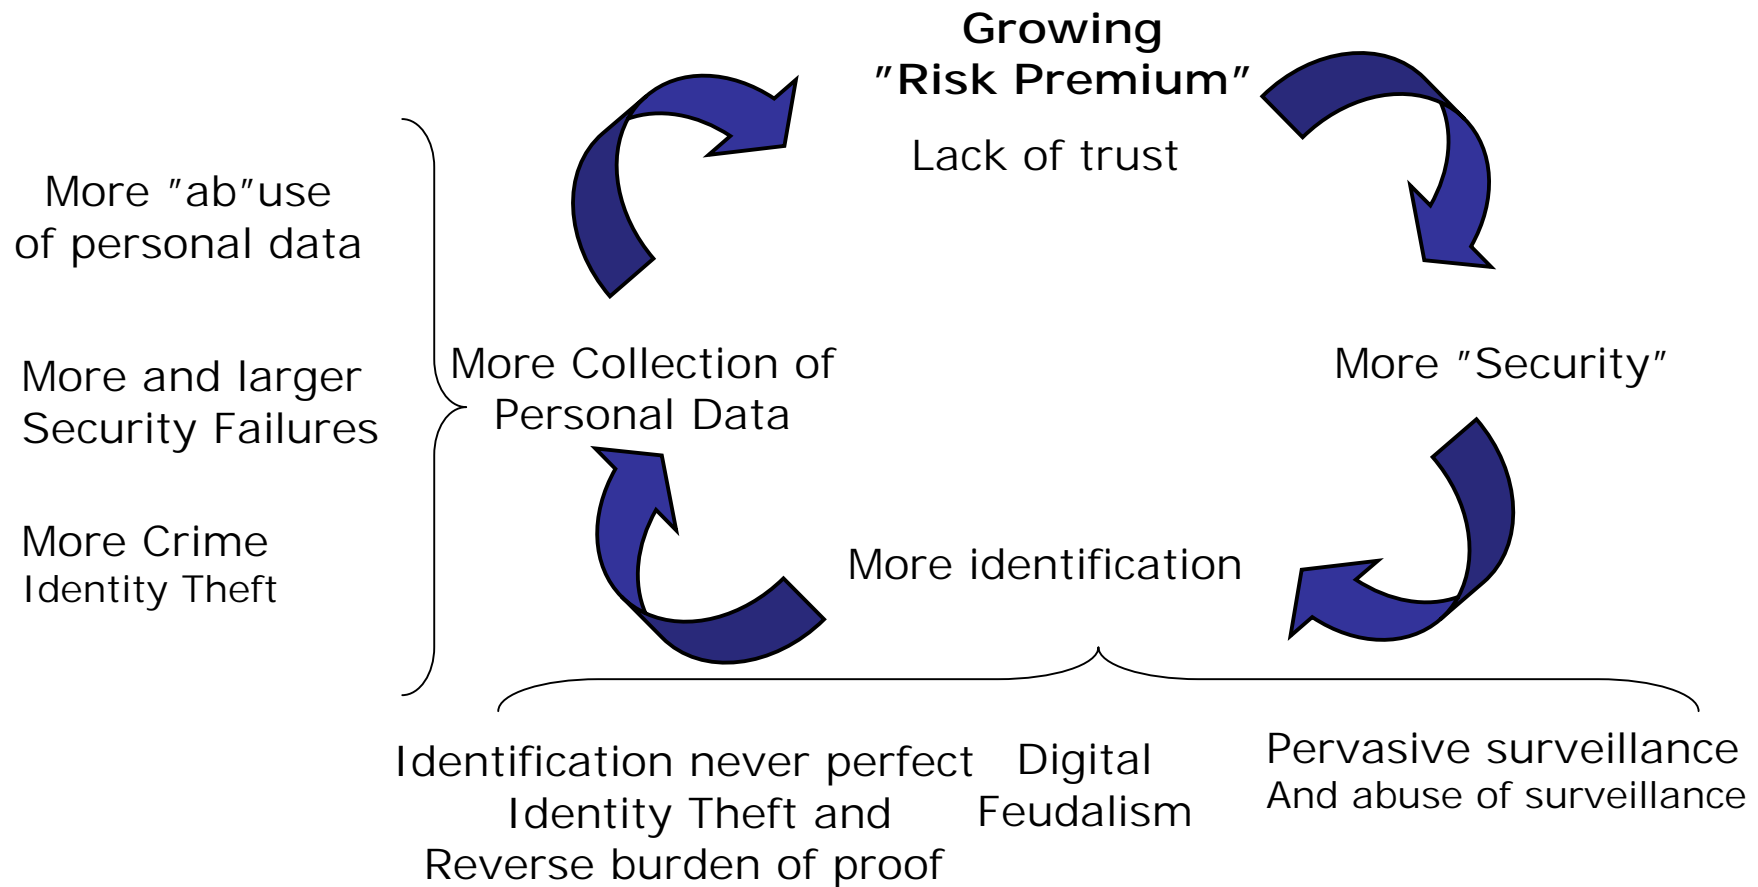 Growing
"Risk Premium"
Lack of trust
More "ab"use
of personal data
More and larger
Security Failures
More Crime
Identity Theft
More Collection of
Personal Data
More "Security"
More identification
Identification never perfect
Identity Theft and
Reverse burden of proof
Digital
Feudalism
Pervasive surveillance
And abuse of surveillance